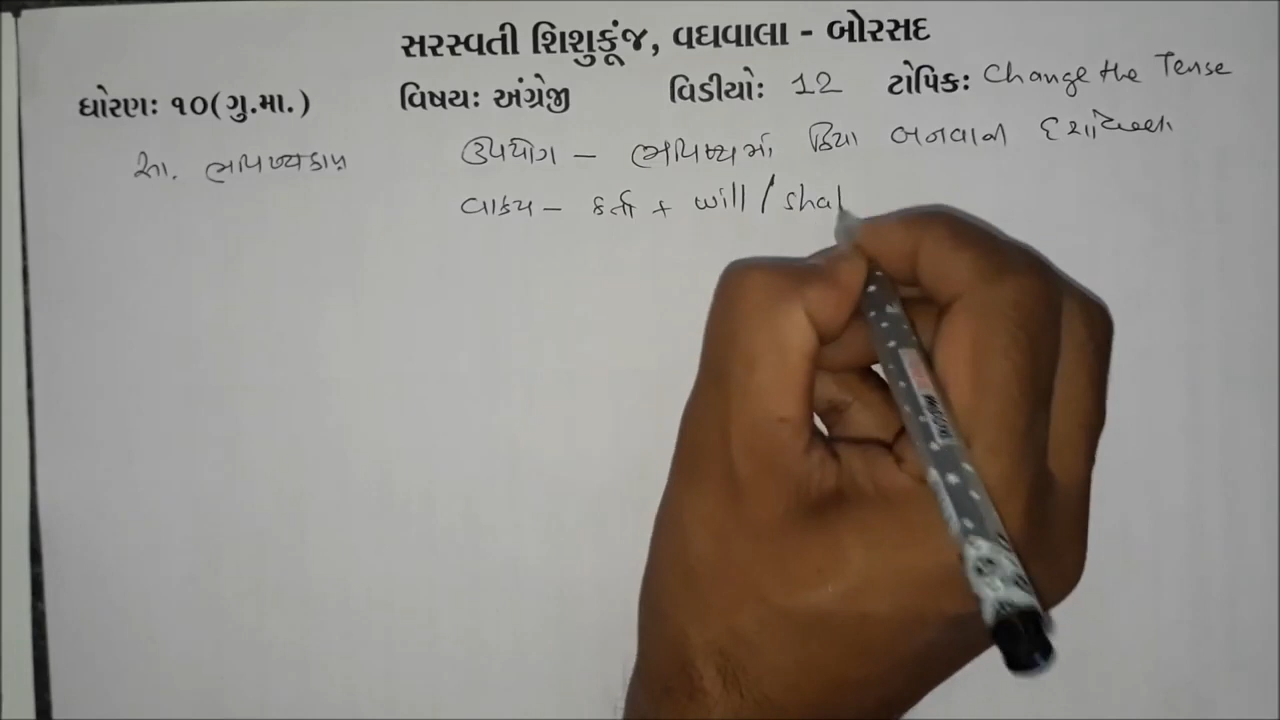 સરસ્વતી શિશુકૂંજ, વઘવાલા - બોરસદ
ધોરણઃ ૧૦(ગુ.મા.) વિષયઃ અંગ્રેજી વિડીયોઃ 12 ટોપિકઃ Change the Tense
સા. ભવિષ્યકાળ ઉપયોગ – ભવિષ્યમાં ક્રિયા બનવાની દર્શાવેલા
વાક્ય – કર્તા + will / shal